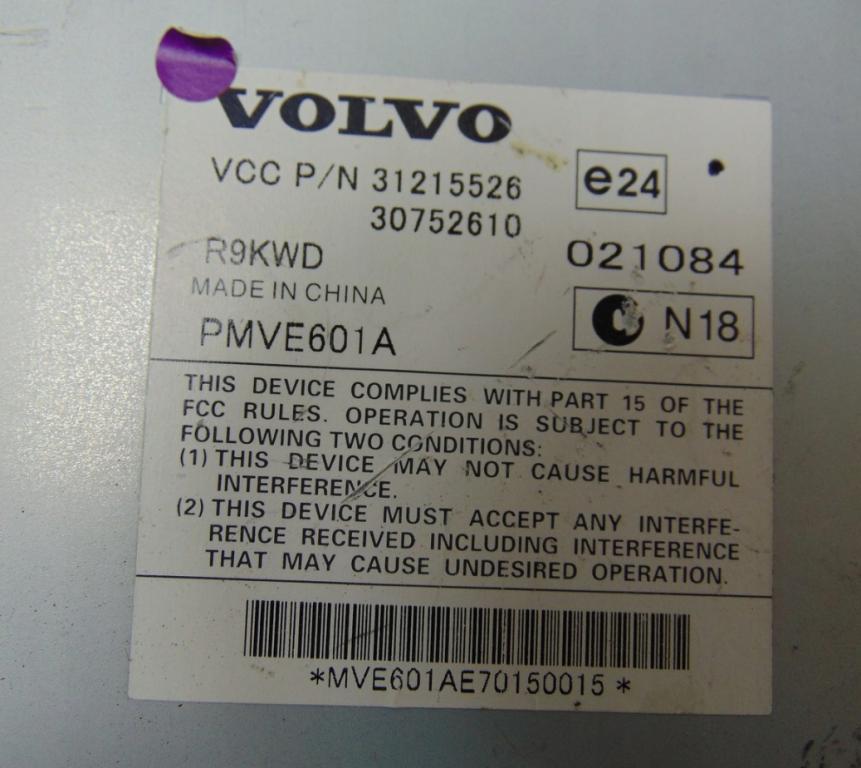 VOLVO
VCC P/N 31215526
30752610
e24
R9KWD
021084
MADE IN CHINA
N18
PMVE601A
THIS DEVICE COMPLIES WITH PART 15 OF THE
FCC RULES. OPERATION IS SUBJECT TO THE
FOLLOWING TWO CONDITIONS:
(1) THIS DEVICE MAY NOT CAUSE HARMFUL
INTERFERENCE.
(2) THIS DEVICE MUST ACCEPT ANY INTERFE-
RENCE RECEIVED INCLUDING INTERFERENCE
THAT MAY CAUSE UNDESIRED OPERATION.
*MVE601AE70150015 *